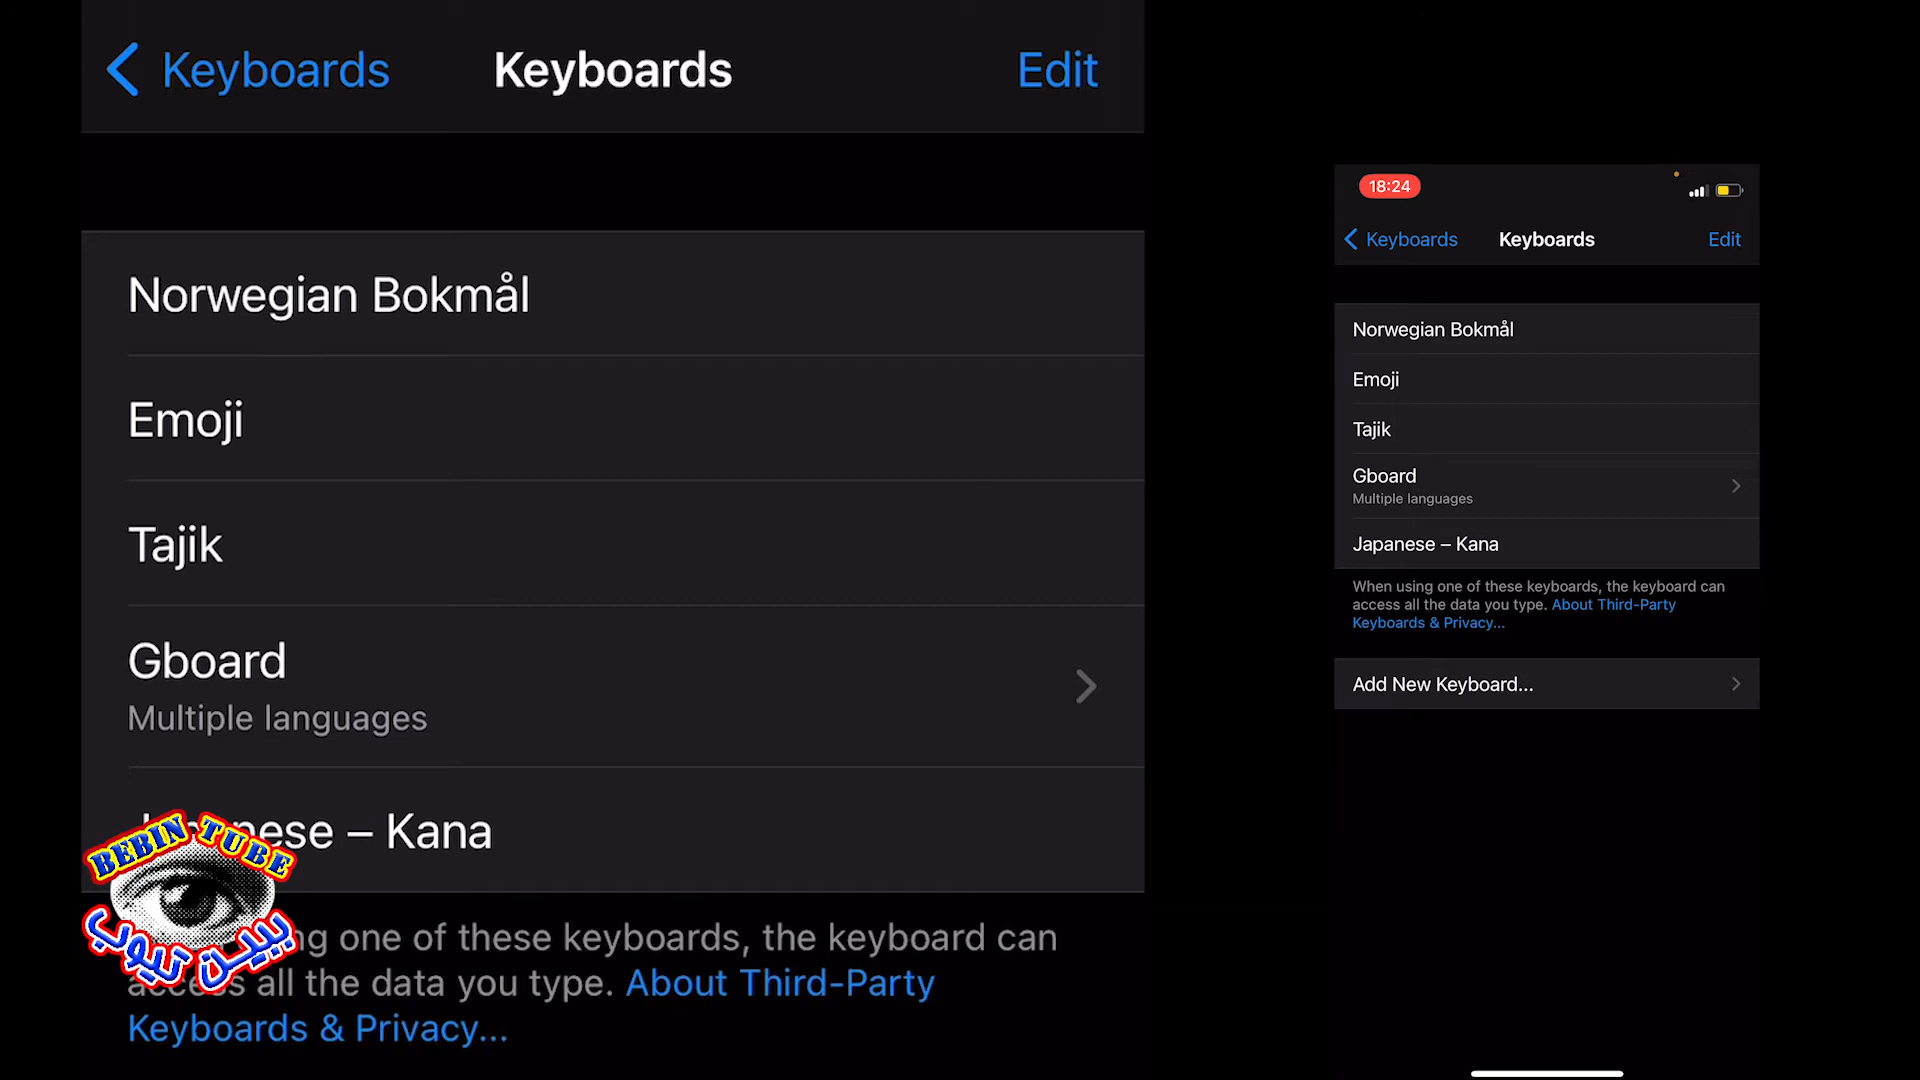 Keyboards
Keyboards
Edit
Norwegian Bokmål
Emoji
Tajik
Gboard
Multiple languages
– Kana
one of these keyboards, the keyboard can
all the data you type. About Third-Party
Keyboards & Privacy...
BEBIN TUBE
ببین تیوب
18:24
Keyboards
Keyboards
Edit
Norwegian Bokmål
Emoji
Tajik
Gboard
Multiple languages
Japanese – Kana
When using one of these keyboards, the keyboard can
access all the data you type. About Third-Party
Keyboards & Privacy...
Add New Keyboard...